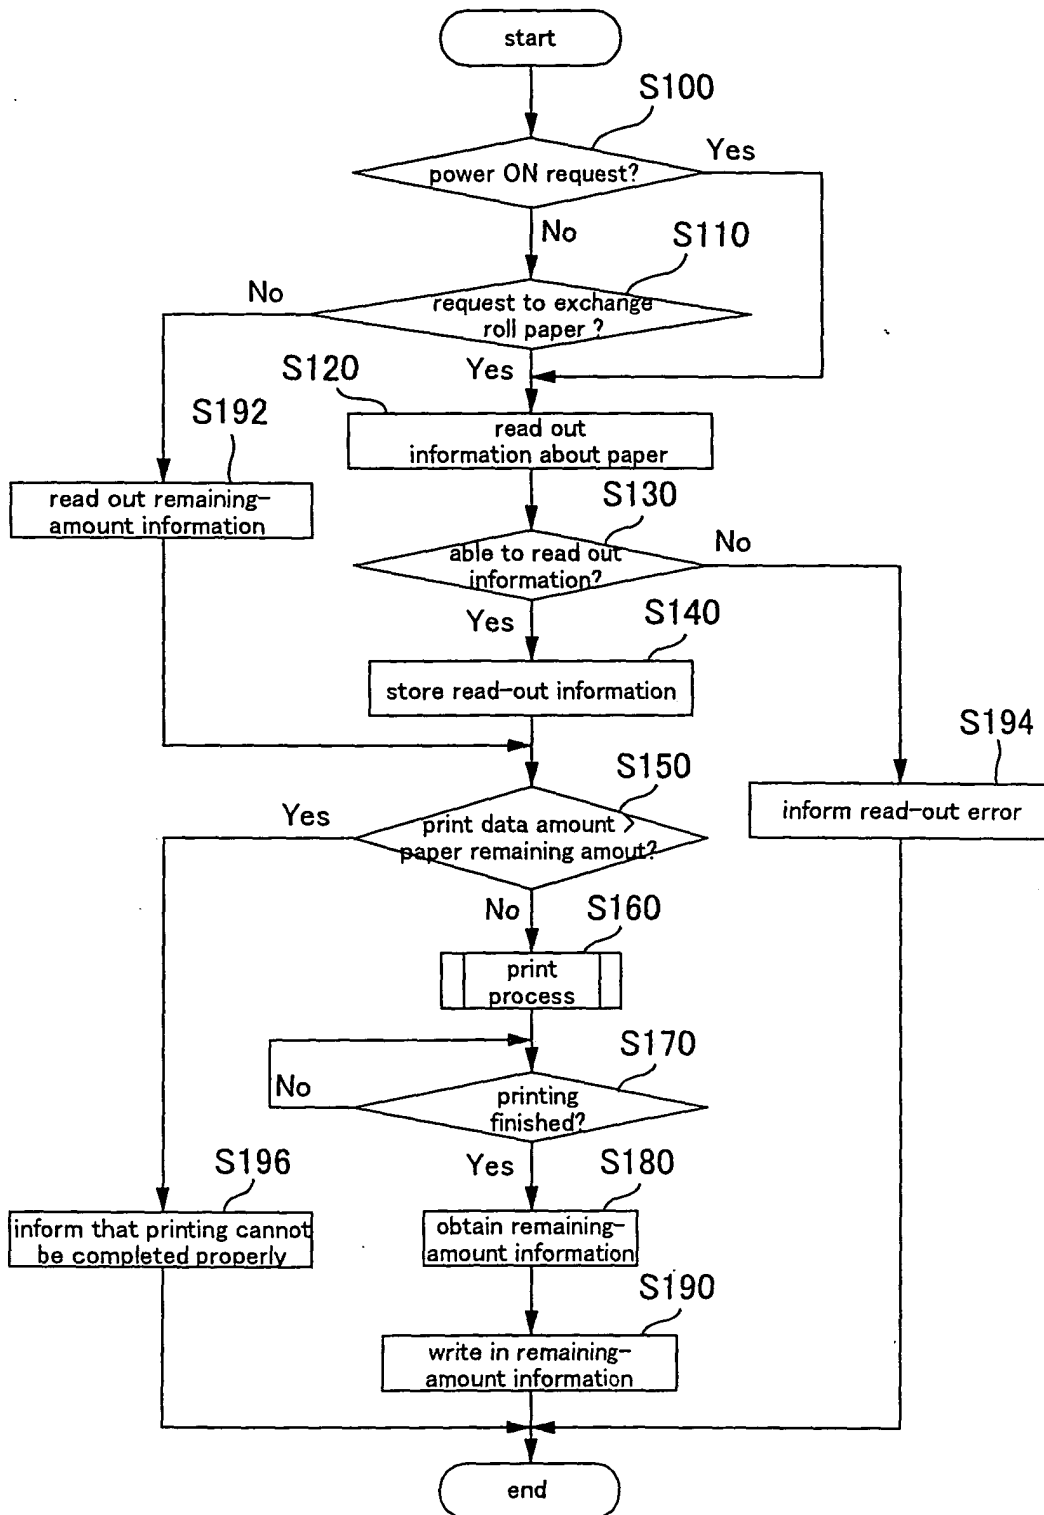 start
S100
power ON request?
Yes
No
S110
request to exchange
roll paper ?
No
Yes
S120
read out
information about paper
S192
read out remaining-
amount information
S130
able to read out
information?
No
Yes
S140
store read-out information
S194
inform read-out error
S150
print data amount >
paper remaining amout?
Yes
No
S160
print
process
S170
printing
finished?
No
Yes
S180
obtain remaining-
amount information
S196
inform that printing cannot
be completed properly
S190
write in remaining-
amount information
end